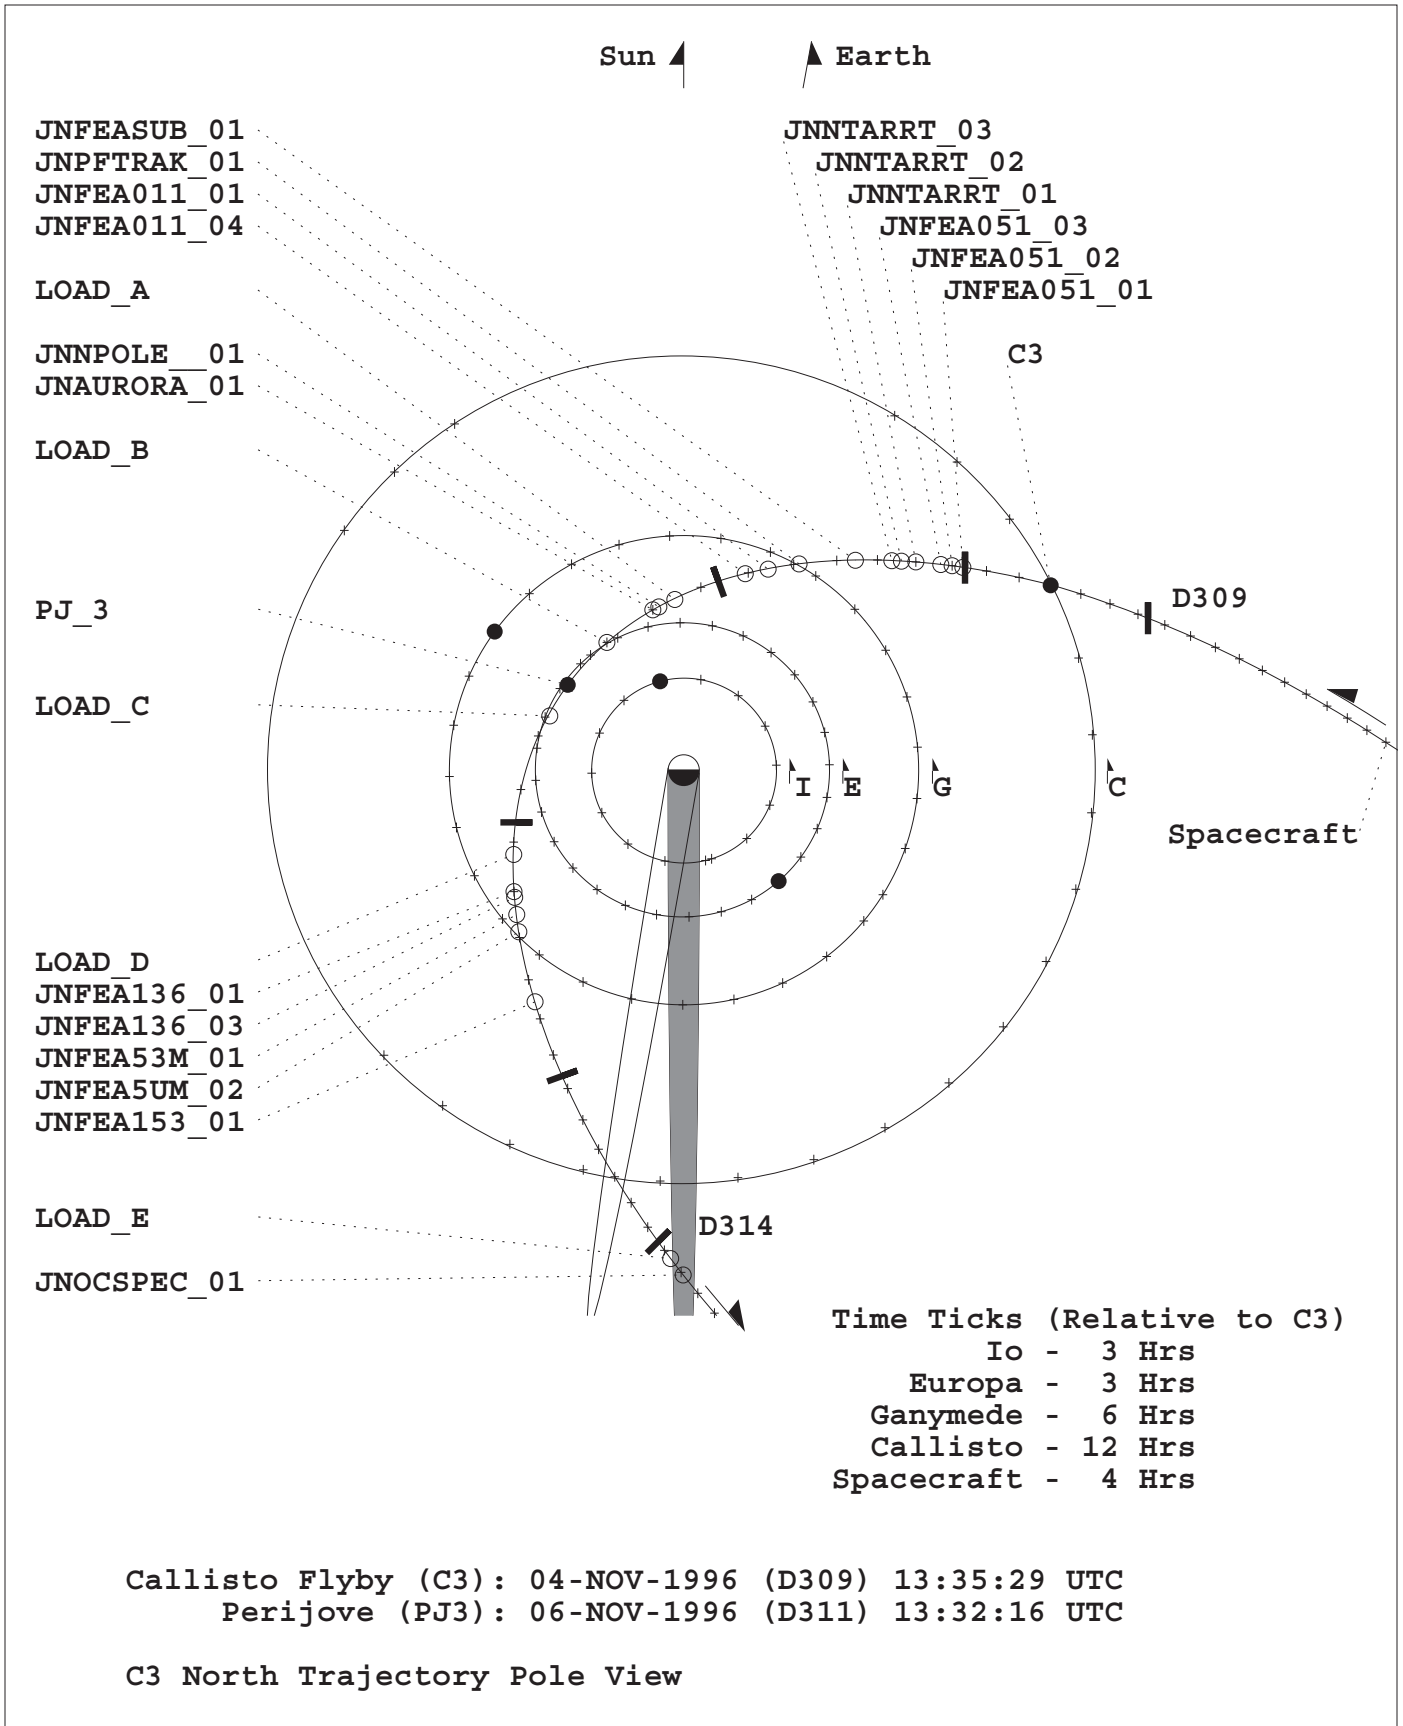 Sun Earth
JNFEASUB_01
JNPFTRAK_01
JNFEA011_01
JNFEA011_04
LOAD_A
JNNPOLE__01
JNAURORA_01
LOAD_B
PJ_3
LOAD_C
LOAD_D
JNFEA136_01
JNFEA136_03
JNFEA53M_01
JNFEA5UM_02
JNFEA153_01
LOAD_E
JNOCSPEC_01
JNNTARRT_03
JNNTARRT_02
JNNTARRT_01
JNFEA051_03
JNFEA051_02
JNFEA051_01
C3
D309
I E G C
Spacecraft
D314
Time Ticks (Relative to C3)
Io - 3 Hrs
Europa - 3 Hrs
Ganymede - 6 Hrs
Callisto - 12 Hrs
Spacecraft - 4 Hrs
Callisto Flyby (C3): 04-NOV-1996 (D309) 13:35:29 UTC
Perijove (PJ3): 06-NOV-1996 (D311) 13:32:16 UTC
C3 North Trajectory Pole View